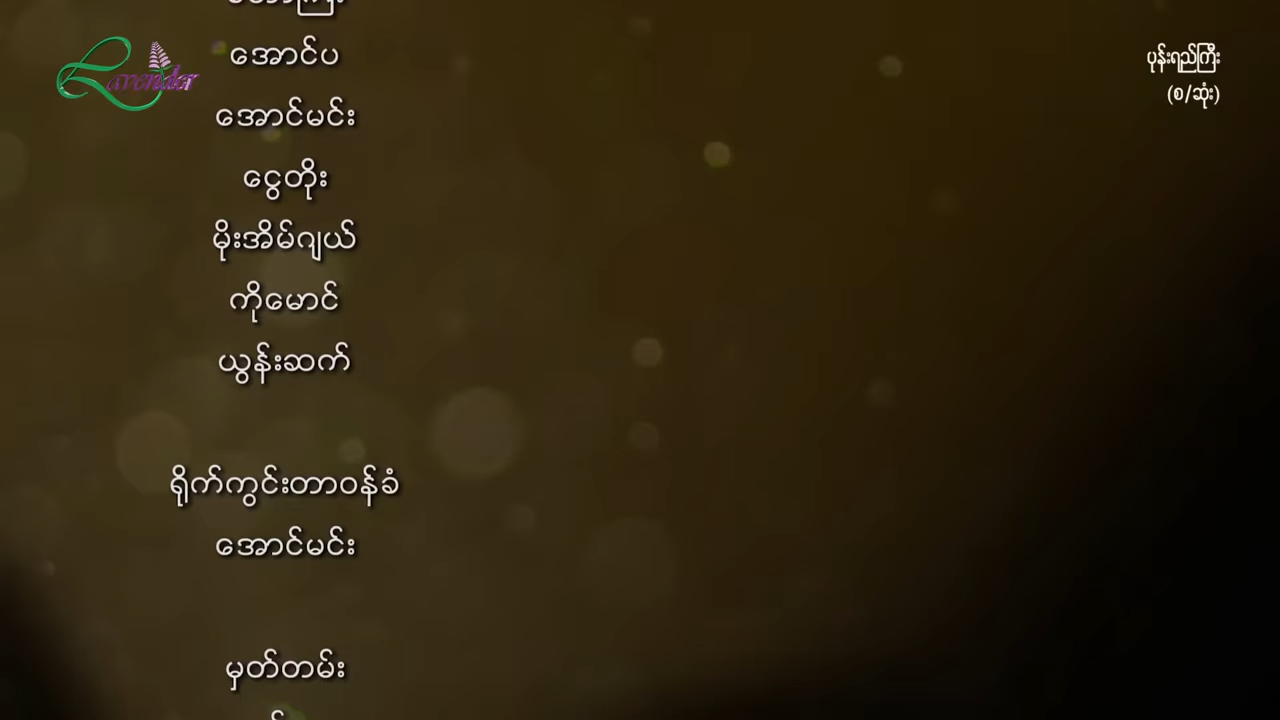 Lavender
အောင်ပ
အောင်မင်း
ငွေတိုး
မိုးအိမ်ဂျယ်
ကိုမောင်
ယွန်းဆက်
ရိုက်ကွင်းတာဝန်ခံ
အောင်မင်း
မှတ်တမ်း
ပုန်းရည်ကြီး
(စ/ဆုံး)